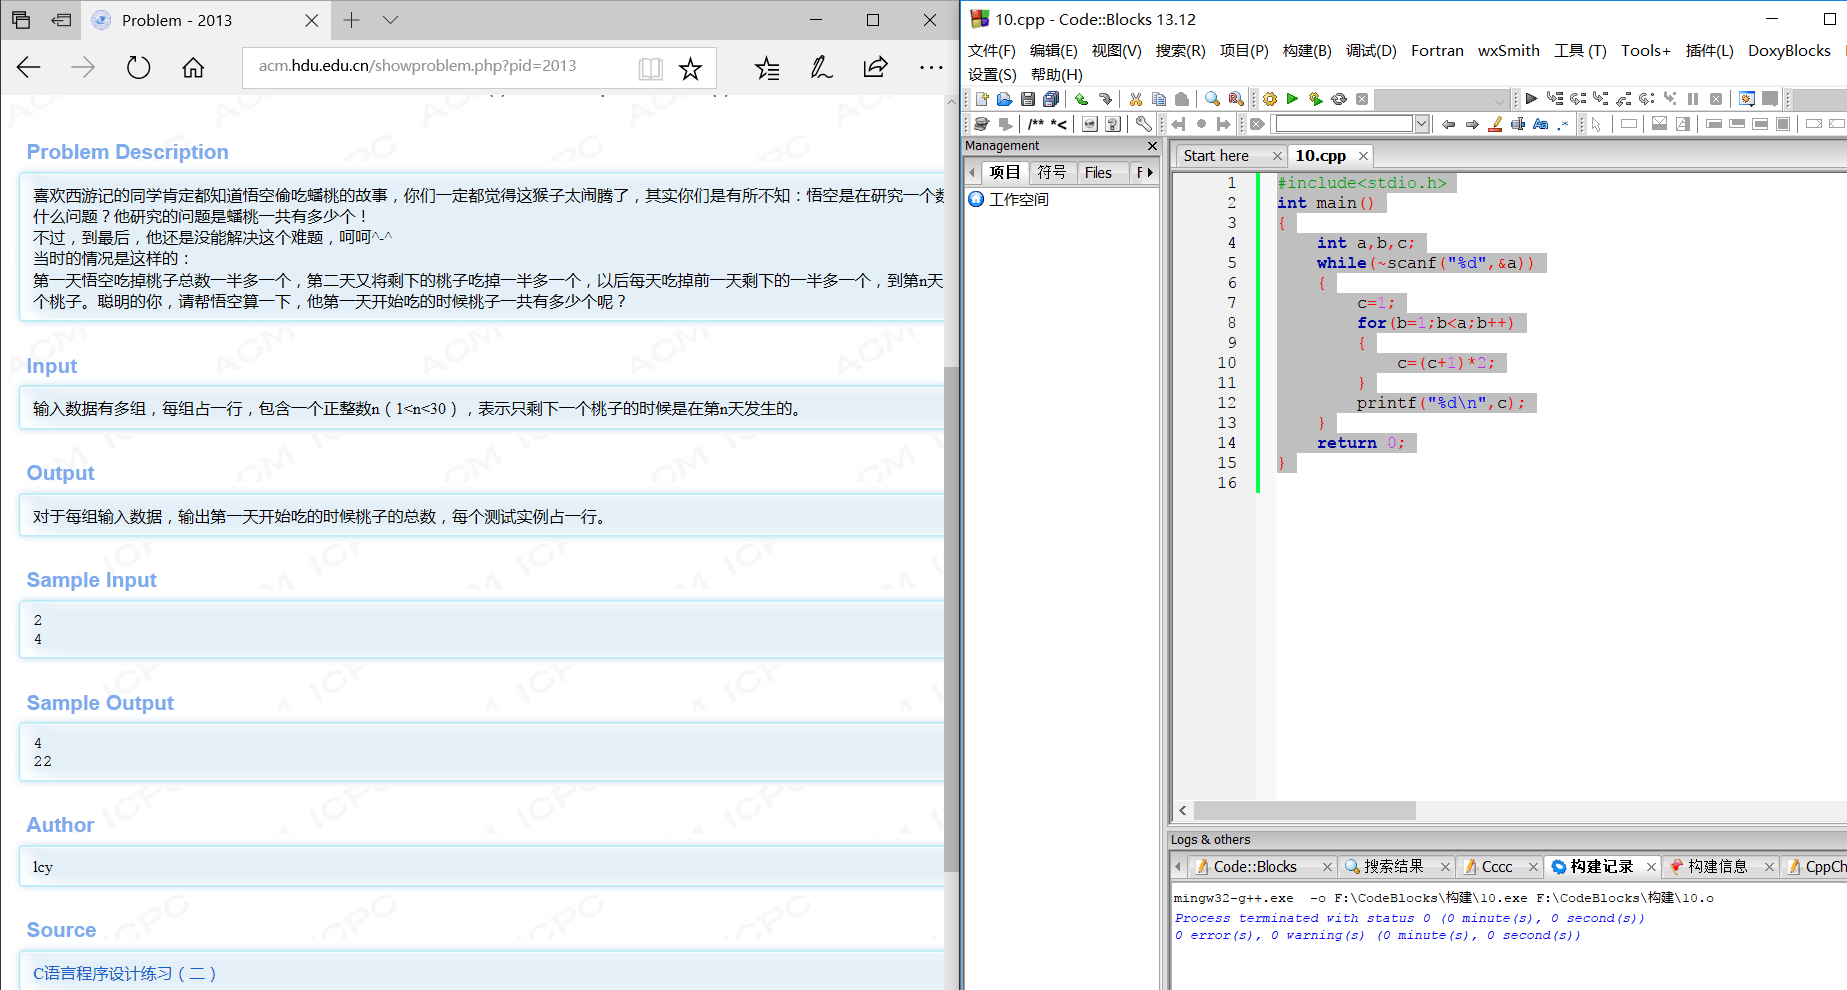 Problem - 2013
acm.hdu.edu.cn/showproblem.php?pid=2013
Problem Description
喜欢西游记的同学肯定都知道悟空偷吃蟠桃的故事，你们一定都觉得这猴子太闹腾了，其实你们是有所不知：悟空是在研究一个数
什么问题？他研究的问题是蟠桃一共有多少个！
不过，到最后，他还是没能解决这个难题，呵呵^-^
当时的情况是这样的：
第一天悟空吃掉桃子总数一半多一个，第二天又将剩下的桃子吃掉一半多一个，以后每天吃掉前一天剩下的一半多一个，到第n天
个桃子。聪明的你，请帮悟空算一下，他第一天开始吃的时候桃子一共有多少个呢？
Input
输入数据有多组，每组占一行，包含一个正整数n（1<n<30），表示只剩下一个桃子的时候是在第n天发生的。
Output
对于每组输入数据，输出第一天开始吃的时候桃子的总数，每个测试实例占一行。
Sample Input
2
4
Sample Output
4
22
Author
lcy
Source
C语言程序设计练习（二）
ACM ICPC
10.cpp - Code::Blocks 13.12
文件(F) 编辑(E) 视图(V) 搜索(R) 项目(P) 构建(B) 调试(D) Fortran wxSmith 工具 (T) Tools+ 插件(L) DoxyBlocks
设置(S) 帮助(H)
/** *<
Management
项目 符号 Files F
工作空间
Start here 10.cpp
1 #include<stdio.h>
2 int main()
3 {
4 int a,b,c;
5 while(~scanf("%d",&a))
6 {
7 c=1;
8 for(b=1;b<a;b++)
9 {
10 c=(c+1)*2;
11 }
12 printf("%d\n",c);
13 }
14 return 0;
15 }
16
Logs & others
Code::Blocks 搜索结果 Cccc 构建记录 构建信息 CppCh
mingw32-g++.exe -o F:\CodeBlocks\构建\10.exe F:\CodeBlocks\构建\10.o
Process terminated with status 0 (0 minute(s), 0 second(s))
0 error(s), 0 warning(s) (0 minute(s), 0 second(s))